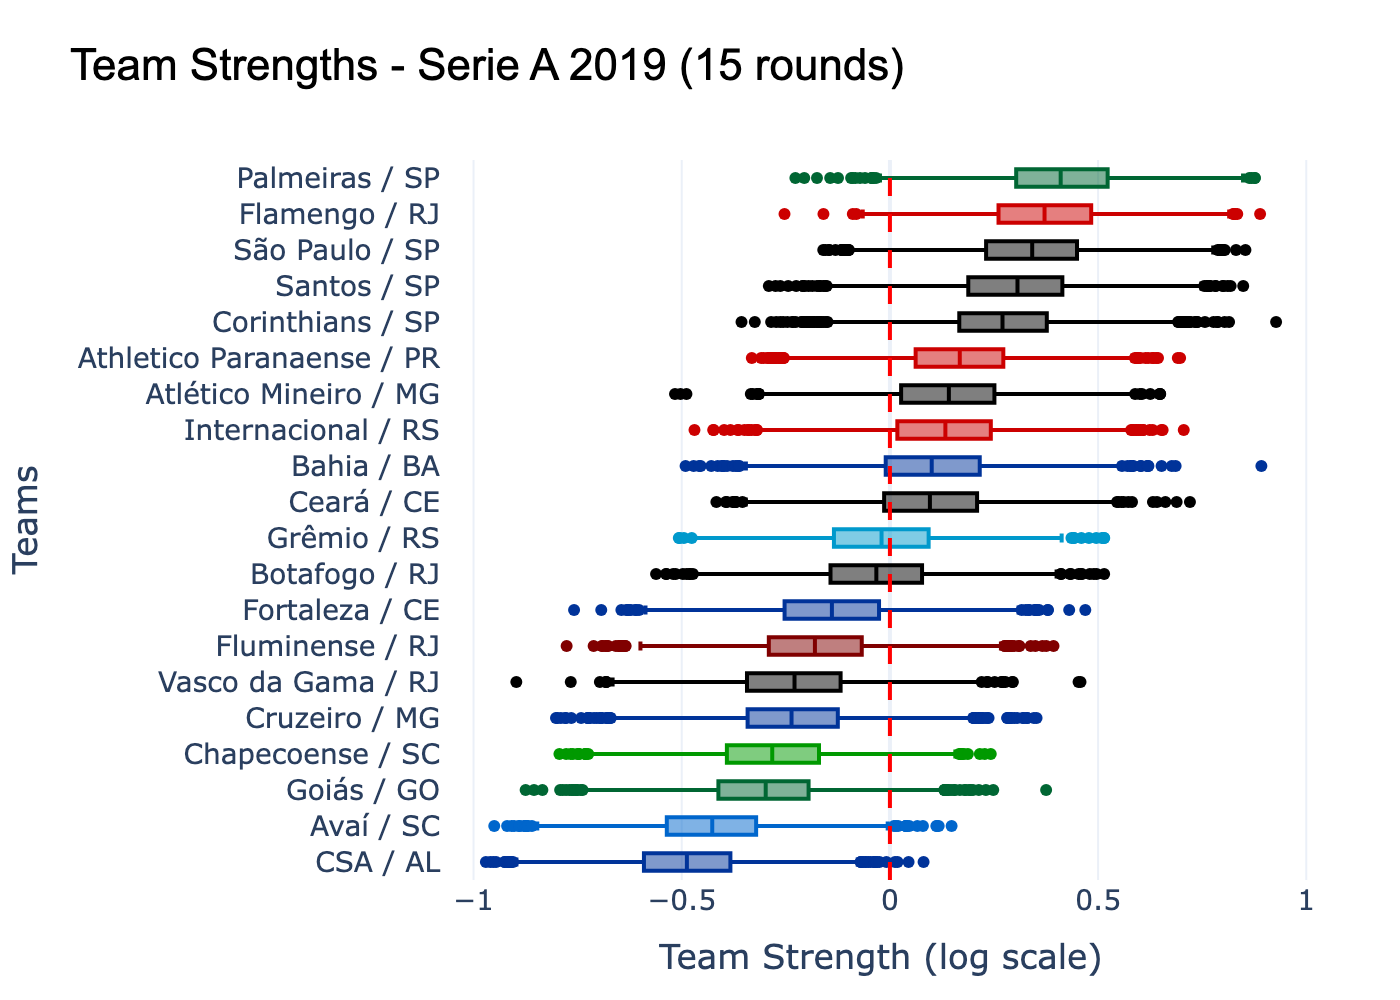 Team Strengths - Serie A 2019 (15 rounds)
Palmeiras / SP
Flamengo / RJ
São Paulo / SP
Santos / SP
Corinthians / SP
Athletico Paranaense / PR
Atlético Mineiro / MG
Internacional / RS
Bahia / BA
Ceará / CE
Grêmio / RS
Botafogo / RJ
Fortaleza / CE
Fluminense / RJ
Vasco da Gama / RJ
Cruzeiro / MG
Chapecoense / SC
Goiás / GO
Avaí / SC
CSA / AL
Teams
−1 −0.5 0 0.5 1
Team Strength (log scale)